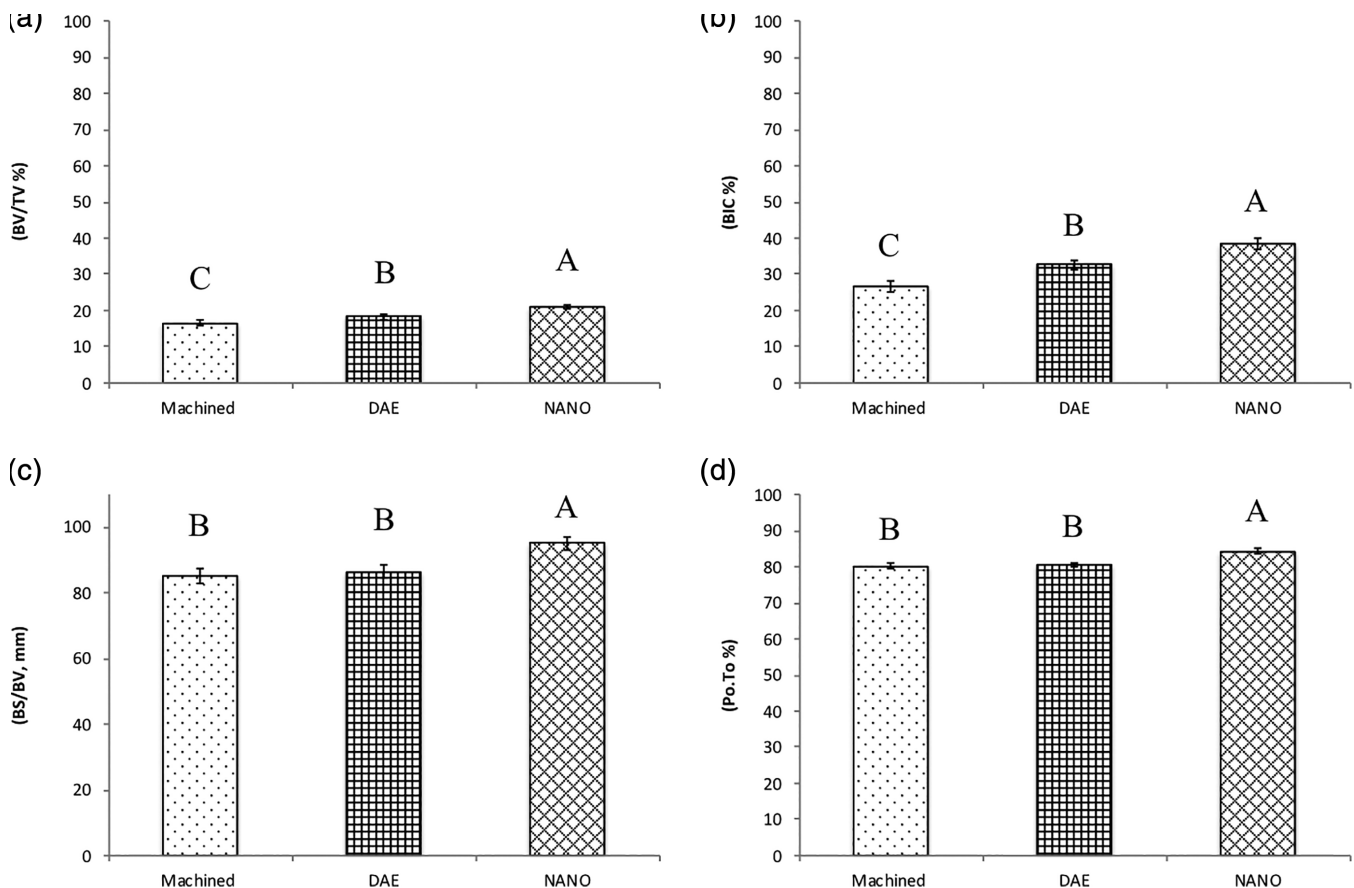 (a)
(BV/TV %)
100
90
80
70
60
50
40
30
20
10
0
C
B
A
Machined DAE NANO
(b)
(BIC %)
100
90
80
70
60
50
40
30
20
10
0
C
B
A
Machined DAE NANO
(c)
(BS/BV, mm)
100
80
60
40
20
0
B
B
A
Machined DAE NANO
(d)
(Po.To %)
100
90
80
70
60
50
40
30
20
10
0
B
B
A
Machined DAE NANO